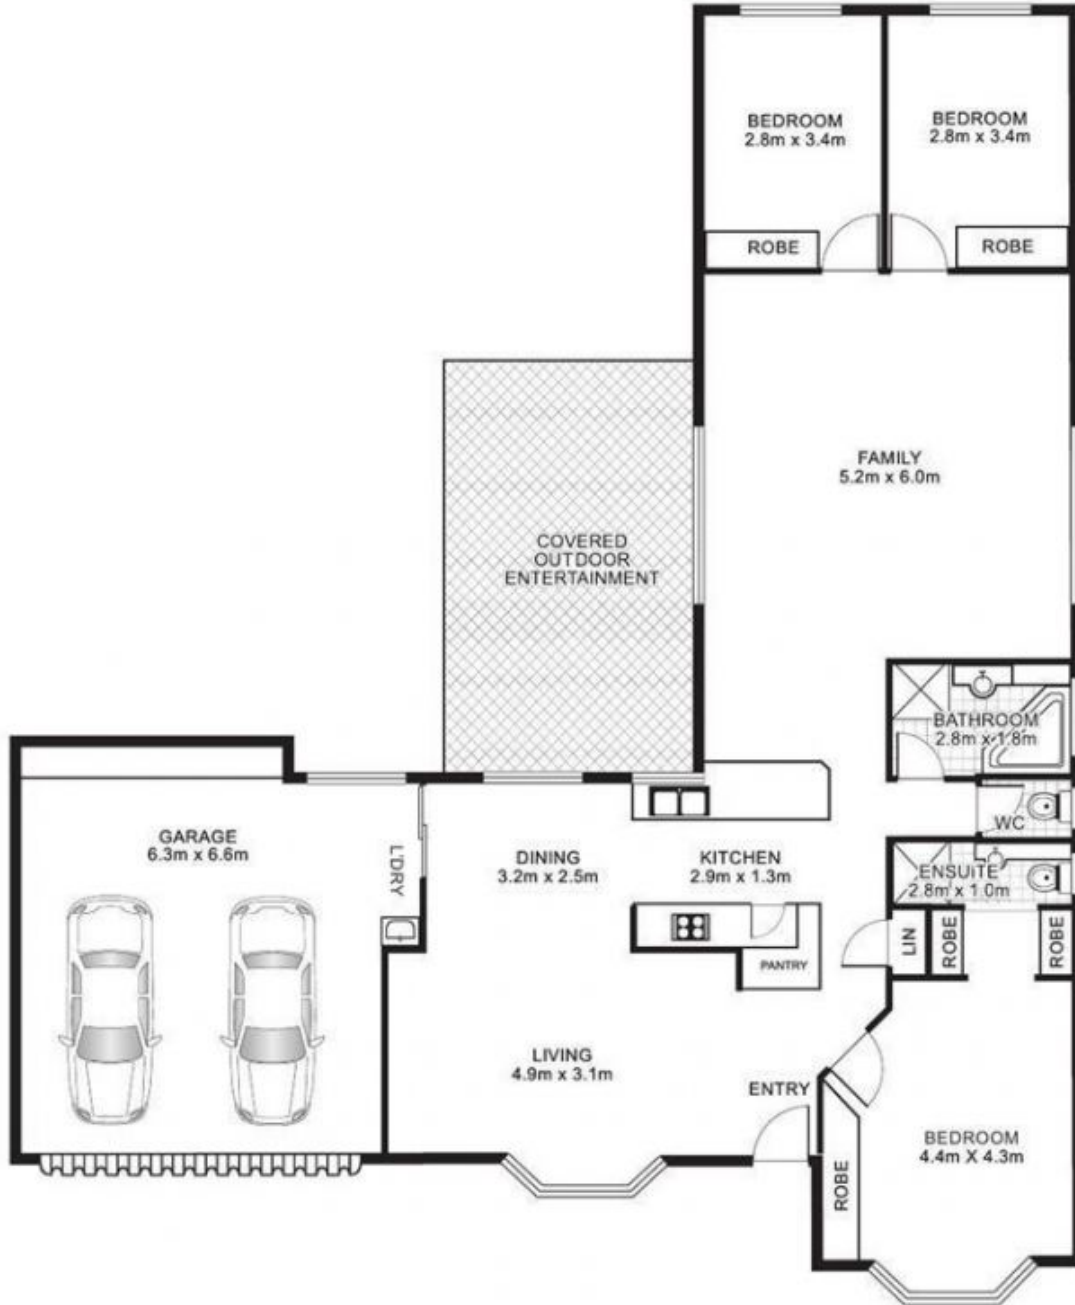 BEDROOM
2.8m x 3.4m
BEDROOM
2.8m x 3.4m
ROBE
ROBE
FAMILY
5.2m x 6.0m
COVERED
OUTDOOR
ENTERTAINMENT
BATHROOM
2.8m x 1.8m
WC
GARAGE
6.3m x 6.6m
L'DRY
DINING
3.2m x 2.5m
KITCHEN
2.9m x 1.3m
ENSUITE
2.8m x 1.0m
LIN
ROBE
ROBE
PANTRY
LIVING
4.9m x 3.1m
ENTRY
BEDROOM
4.4m X 4.3m
ROBE